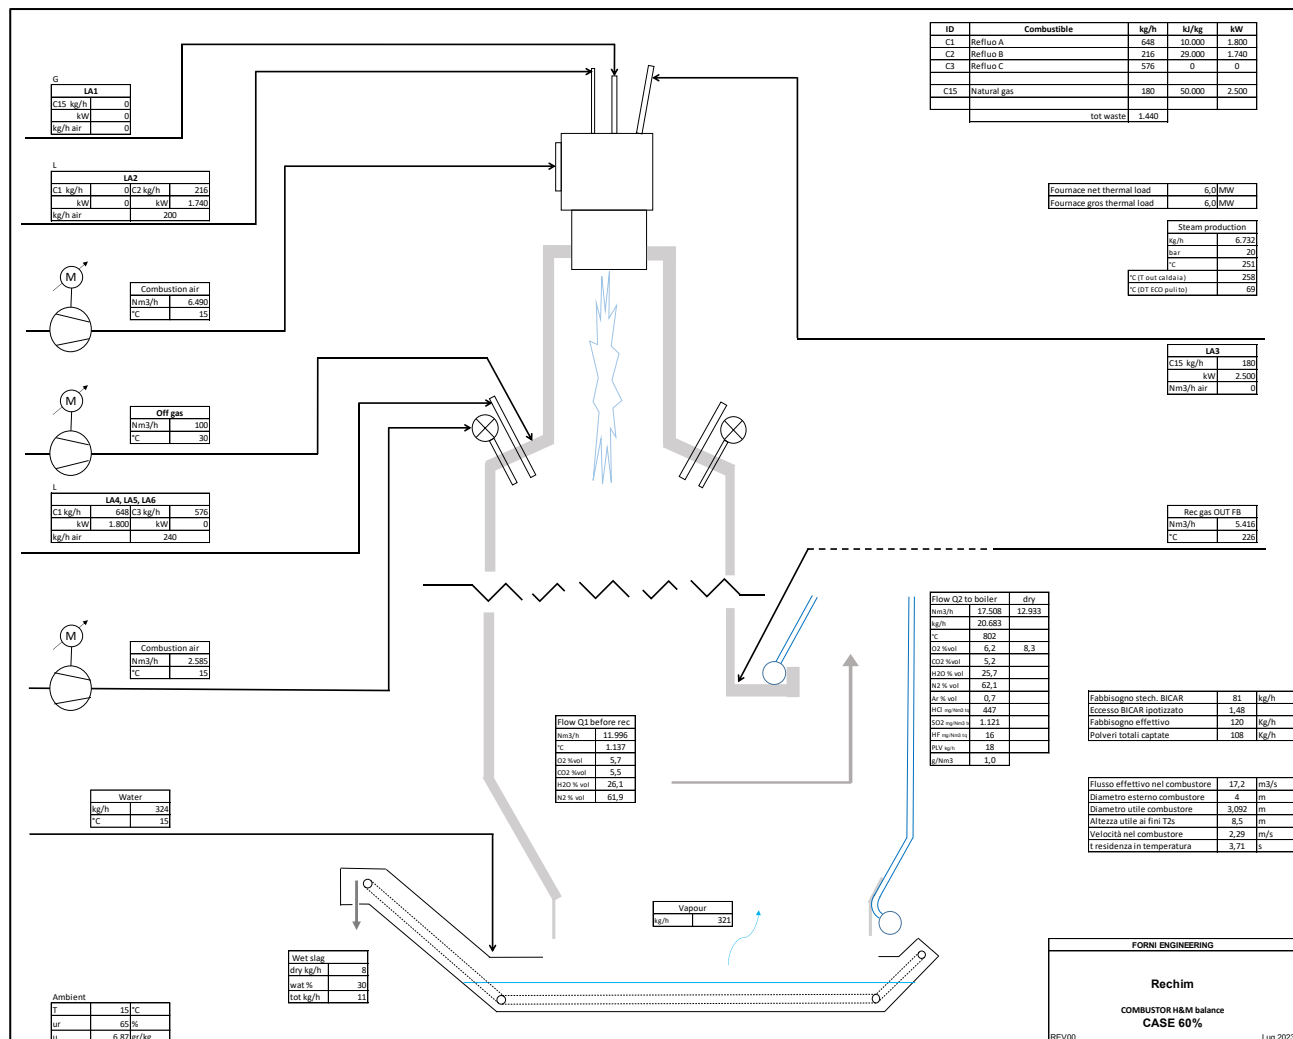 ID Combustible kg/h kJ/kg kW
C1 Refluo A 648 10.000 1.800
C2 Refluo B 216 29.000 1.740
C3 Refluo C 576 0 0
C15 Natural gas 180 50.000 2.500
tot waste 1.440
G
LA1
C15 kg/h 0
kW 0
kg/h air 0
L
LA2
C1 kg/h 0 C2 kg/h 216
kW 0 kW 1.740
kg/h air 200
Fournace net thermal load 6,0 MW
Fournace gros thermal load 6,0 MW
Steam production
Kg/h 6.732
bar 20
°C 251
°C (T out caldaia) 258
°C (DT ECO pulito) 69
M
Combustion air
Nm3/h 6.490
°C 15
LA3
C15 kg/h 180
kW 2.500
Nm3/h air 0
M
Off gas
Nm3/h 100
°C 30
L
LA4, LA5, LA6
C1 kg/h 648 C3 kg/h 576
kW 1.800 kW 0
kg/h air 240
Rec gas OUT FB
Nm3/h 5.416
°C 226
M
Combustion air
Nm3/h 2.585
°C 15
Flow Q2 to boiler dry
Nm3/h 17.508 12.933
kg/h 20.683
°C 802
O2 %vol 6,2 8,3
CO2 %vol 5,2
H2O % vol 25,7
N2 % vol 62,1
Ar % vol 0,7
HCl mg/Nm3 tq 447
SO2 mg/Nm3 t 1.121
HF mg/Nm3 tq 16
PLV kg/h 18
g/Nm3 1,0
Flow Q1 before rec
Nm3/h 11.996
°C 1.137
O2 %vol 5,7
CO2 %vol 5,5
H2O % vol 26,1
N2 % vol 61,9
Fabbisogno stech. BICAR 81 kg/h
Eccesso BICAR ipotizzato 1,48
Fabbisogno effettivo 120 Kg/h
Polveri totali captate 108 Kg/h
Flusso effettivo nel combustore 17,2 m3/s
Diametro esterno combustore 4 m
Diametro utile combustore 3,092 m
Altezza utile ai fini T2s 8,5 m
Velocità nel combustore 2,29 m/s
t residenza in temperatura 3,71 s
Water
kg/h 324
°C 15
Vapour
kg/h 321
Wet slag
dry kg/h 8
wat % 30
tot kg/h 11
Ambient
T 15 °C
ur 65 %
u 6,87 gr/kg
FORNI ENGINEERING
Rechim
COMBUSTOR H&M balance
CASE 60%
REV00 Lug 2023